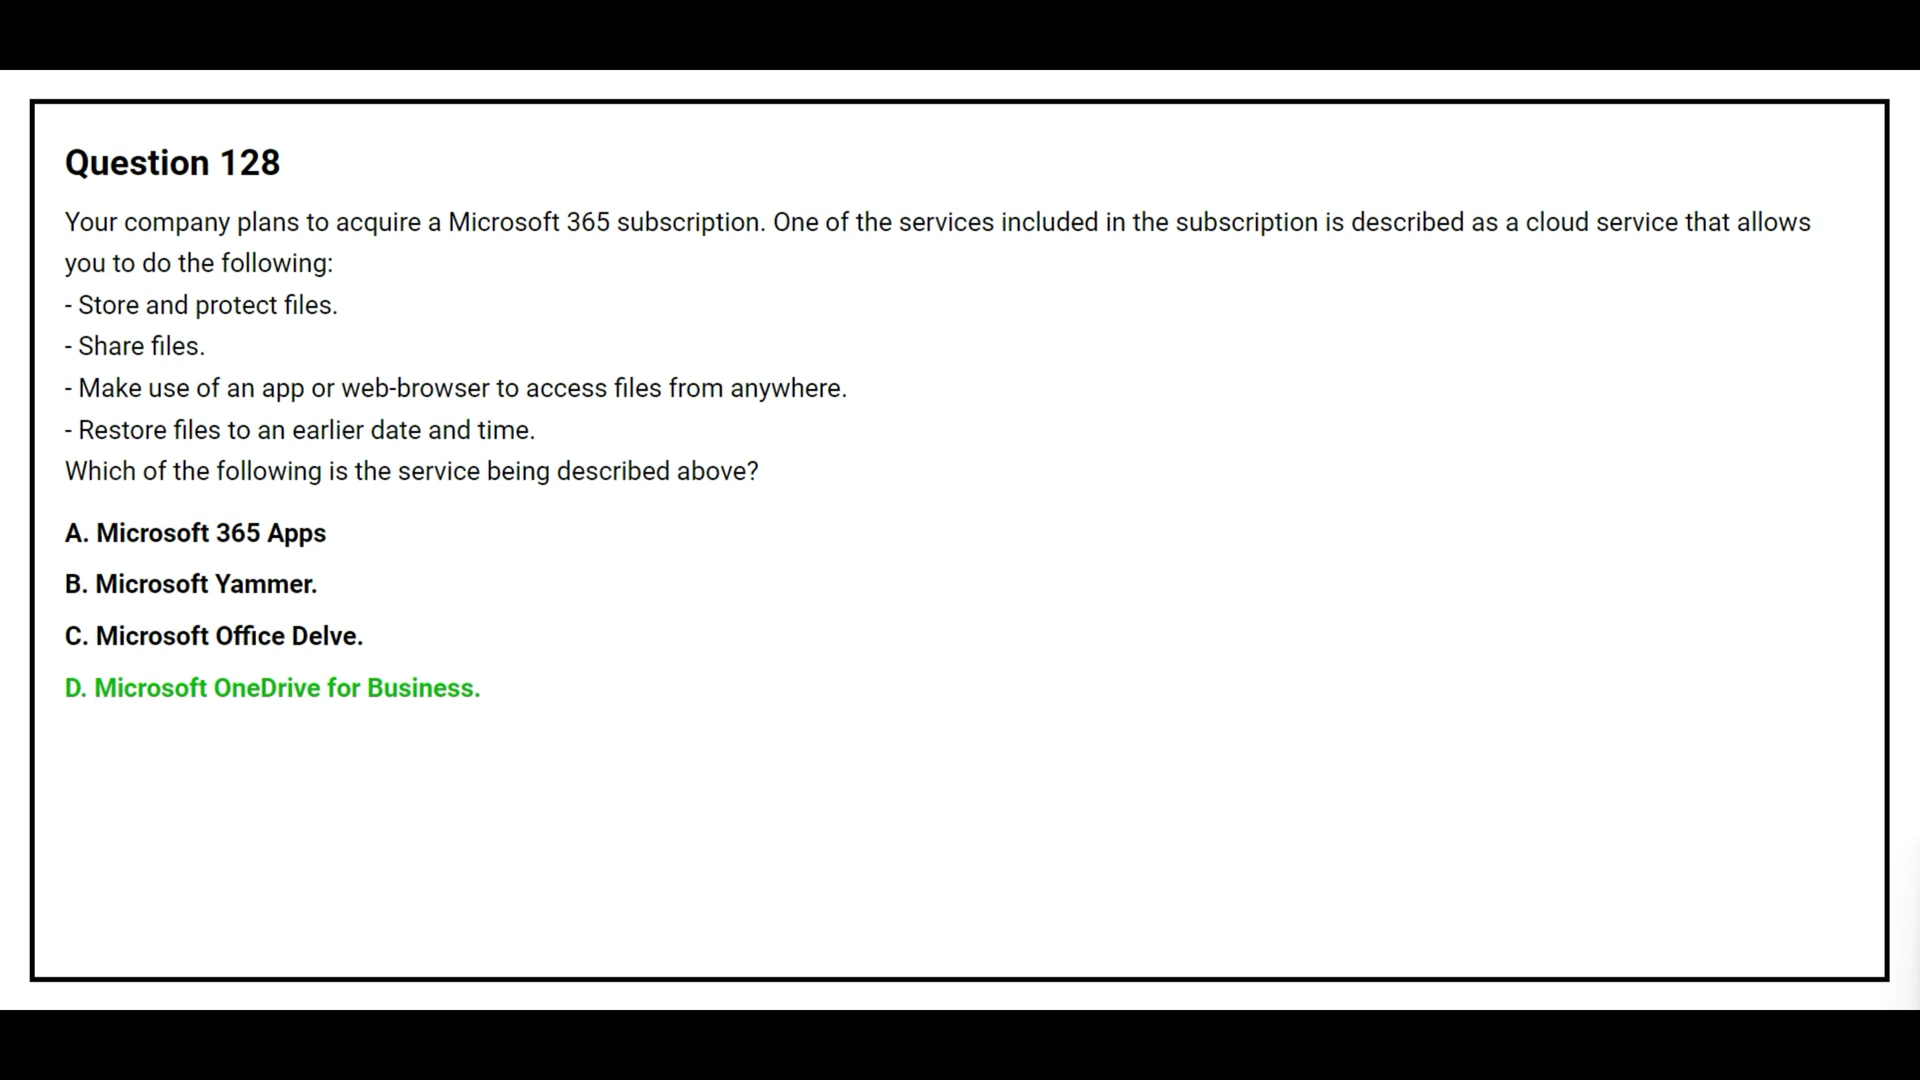 Question 128
Your company plans to acquire a Microsoft 365 subscription. One of the services included in the subscription is described as a cloud service that allows
you to do the following:
- Store and protect files.
- Share files.
- Make use of an app or web-browser to access files from anywhere.
- Restore files to an earlier date and time.
Which of the following is the service being described above?
A. Microsoft 365 Apps
B. Microsoft Yammer.
C. Microsoft Office Delve.
D. Microsoft OneDrive for Business.